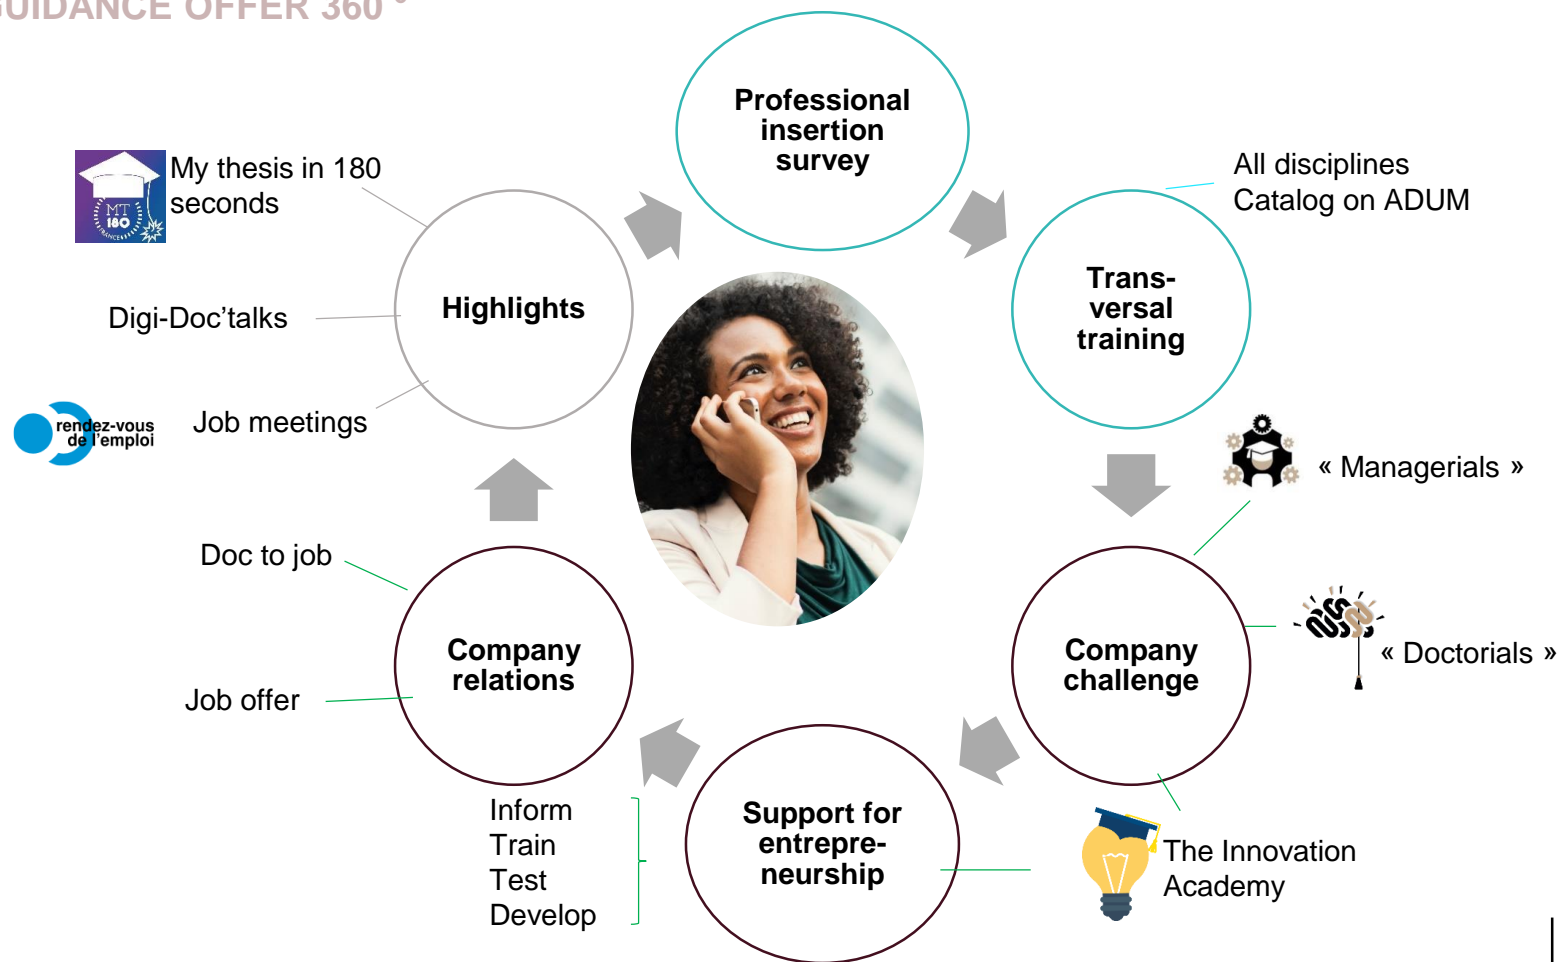 GUIDANCE OFFER 360 °
Professional
insertion
survey
All disciplines
Catalog on ADUM
Trans-
versal
training
« Managerials »
« Doctorials »
Company
challenge
The Innovation
Academy
Support for
entrepre-
neurship
Inform
Train
Test
Develop
Company
relations
Doc to job
Job offer
Highlights
My thesis in 180
seconds
MT
180
FRANCE
Digi-Doc’talks
Job meetings
rendez-vous
de l’emploi